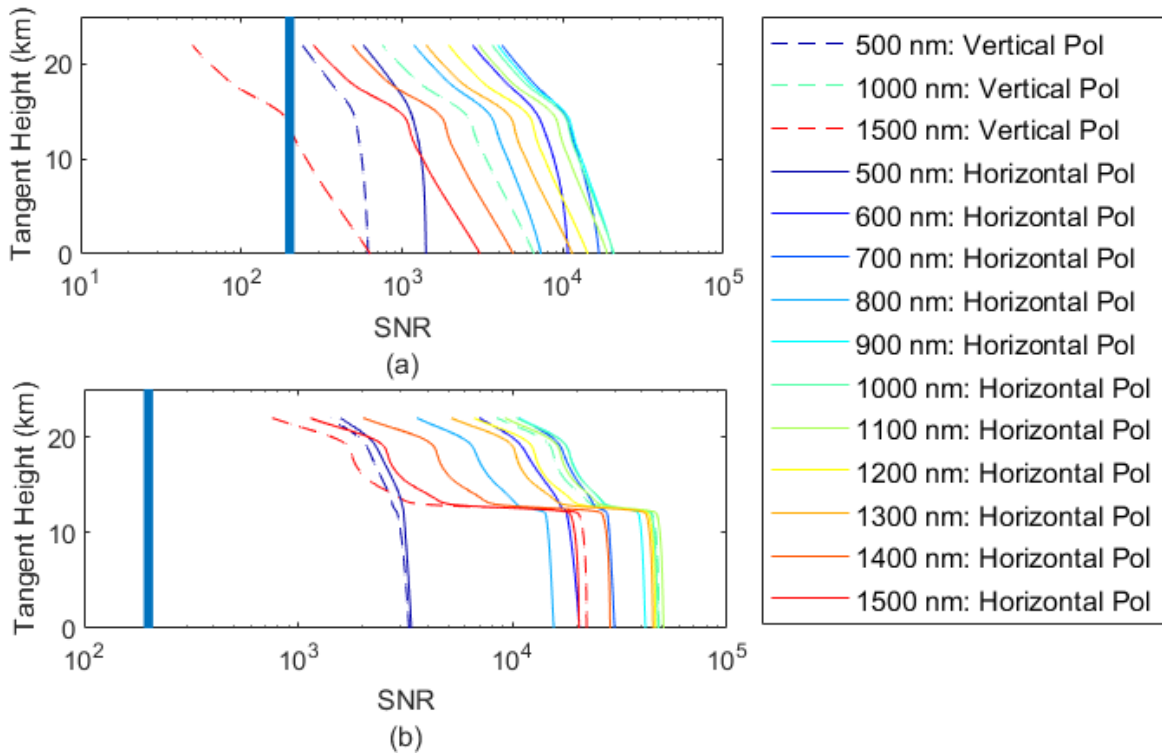 Tangent Height (km)
20
10
0
10^1
10^2
10^3
10^4
10^5
SNR
(a)
Tangent Height (km)
20
10
0
10^2
10^3
10^4
10^5
SNR
(b)
500 nm: Vertical Pol
1000 nm: Vertical Pol
1500 nm: Vertical Pol
500 nm: Horizontal Pol
600 nm: Horizontal Pol
700 nm: Horizontal Pol
800 nm: Horizontal Pol
900 nm: Horizontal Pol
1000 nm: Horizontal Pol
1100 nm: Horizontal Pol
1200 nm: Horizontal Pol
1300 nm: Horizontal Pol
1400 nm: Horizontal Pol
1500 nm: Horizontal Pol